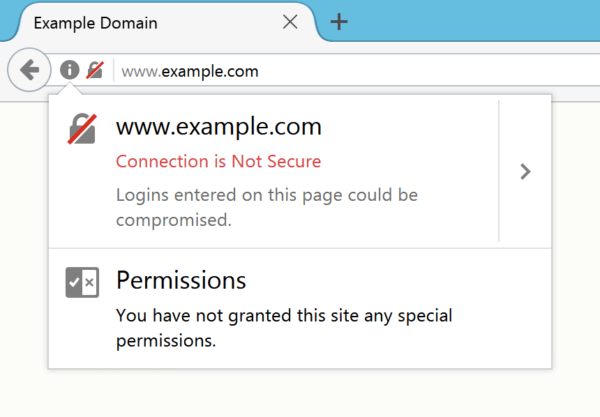 Example Domain
www.example.com
www.example.com
Connection is Not Secure
Logins entered on this page could be
compromised.
Permissions
You have not granted this site any special
permissions.